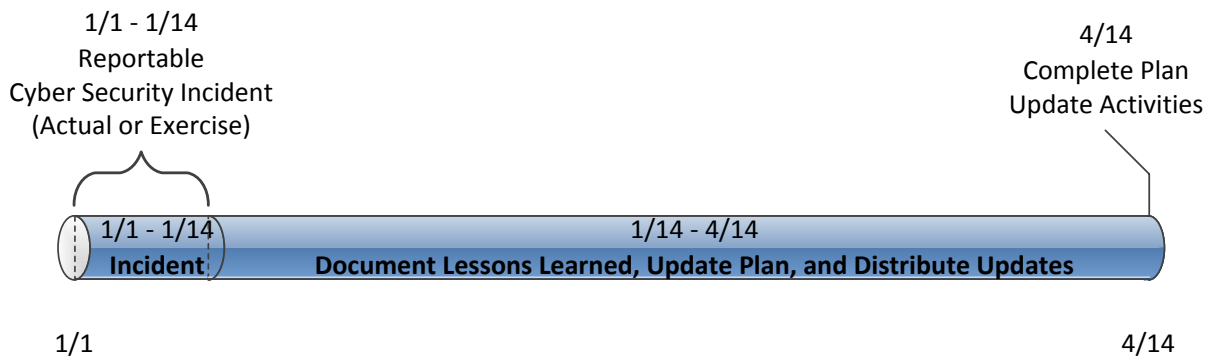 1/1 - 1/14
Reportable
Cyber Security Incident
(Actual or Exercise)
4/14
Complete Plan
Update Activities
1/1 - 1/14
Incident
1/14 - 4/14
Document Lessons Learned, Update Plan, and Distribute Updates
1/1
4/14